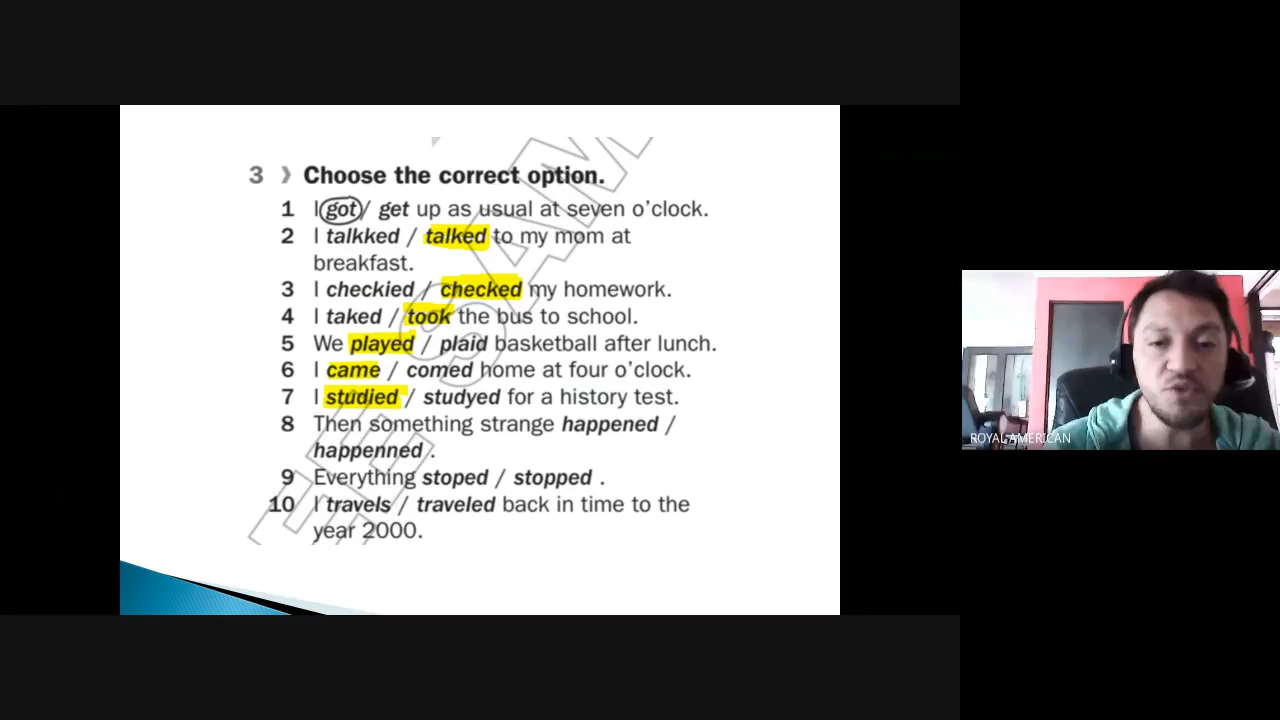 3 》 Choose the correct option.
1 I got / get up as usual at seven o'clock.
2 I talkked / talked to my mom at
breakfast.
3 I checkied / checked my homework.
4 I taked / took the bus to school.
5 We played / plaid basketball after lunch.
6 I came / comed home at four o'clock.
7 I studied / studyed for a history test.
8 Then something strange happened /
happenned .
9 Everything stoped / stopped .
10 I travels / traveled back in time to the
year 2000.
ROYAL AMERICAN